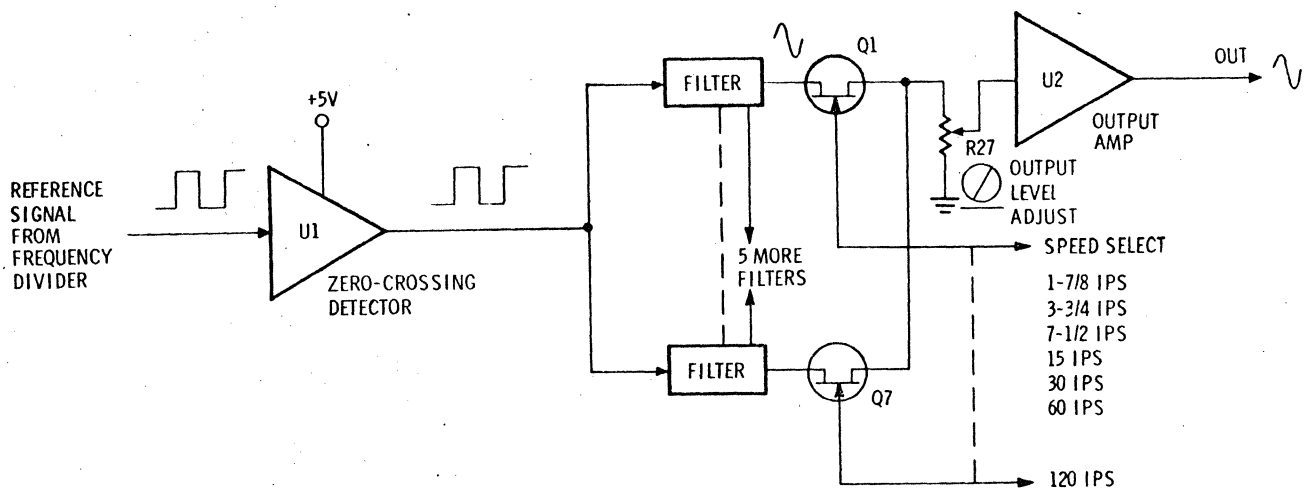 REFERENCE
SIGNAL
FROM
FREQUENCY
DIVIDER
+5V
U1
ZERO-CROSSING
DETECTOR
FILTER
5 MORE
FILTERS
FILTER
Q1
Q7
R27
OUTPUT
LEVEL
ADJUST
U2
OUTPUT
AMP
OUT
SPEED SELECT
1-7/8 IPS
3-3/4 IPS
7-1/2 IPS
15 IPS
30 IPS
60 IPS
120 IPS